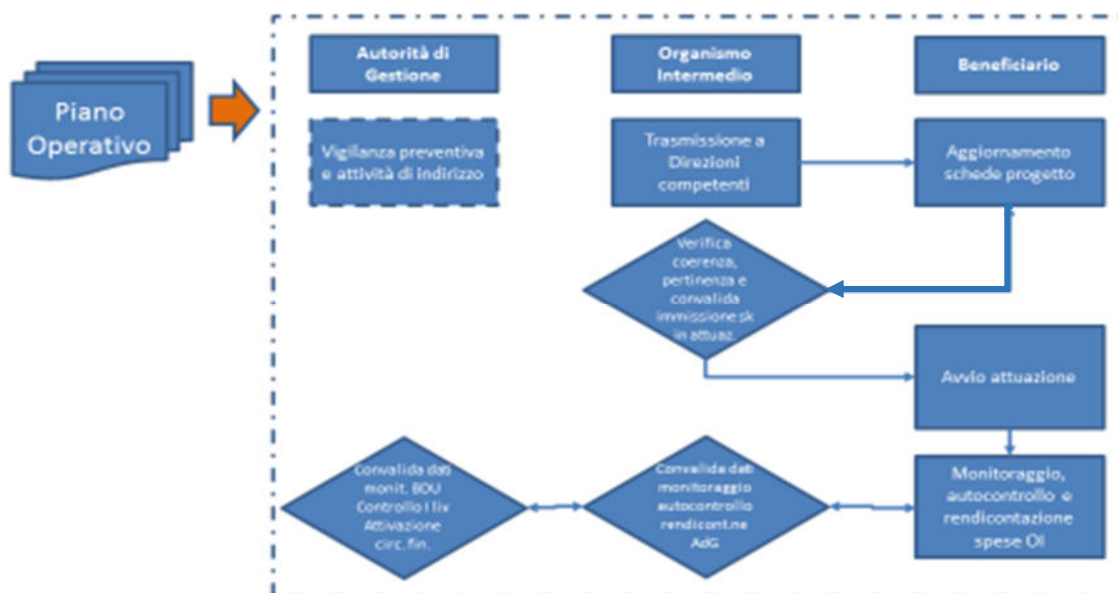 Piano
Operativo
Autorità di
Gestione
Organismo
Intermedio
Beneficiario
Vigilanza preventiva
e attività di indirizzo
Trasmissione a
Direzioni
competenti
Aggiornamento
schede progetto
Verifica
coerenza,
pertinenza e
convalida
immissione sk
in attuaz.
Avvio attuazione
Convalida dati
monit. BDU
Controllo I liv
Attivazione
circ. fin.
Convalida dati
monitoraggio
autocontrollo
rendicont.ne
AdG
Monitoraggio,
autocontrollo e
rendicontazione
spese OI